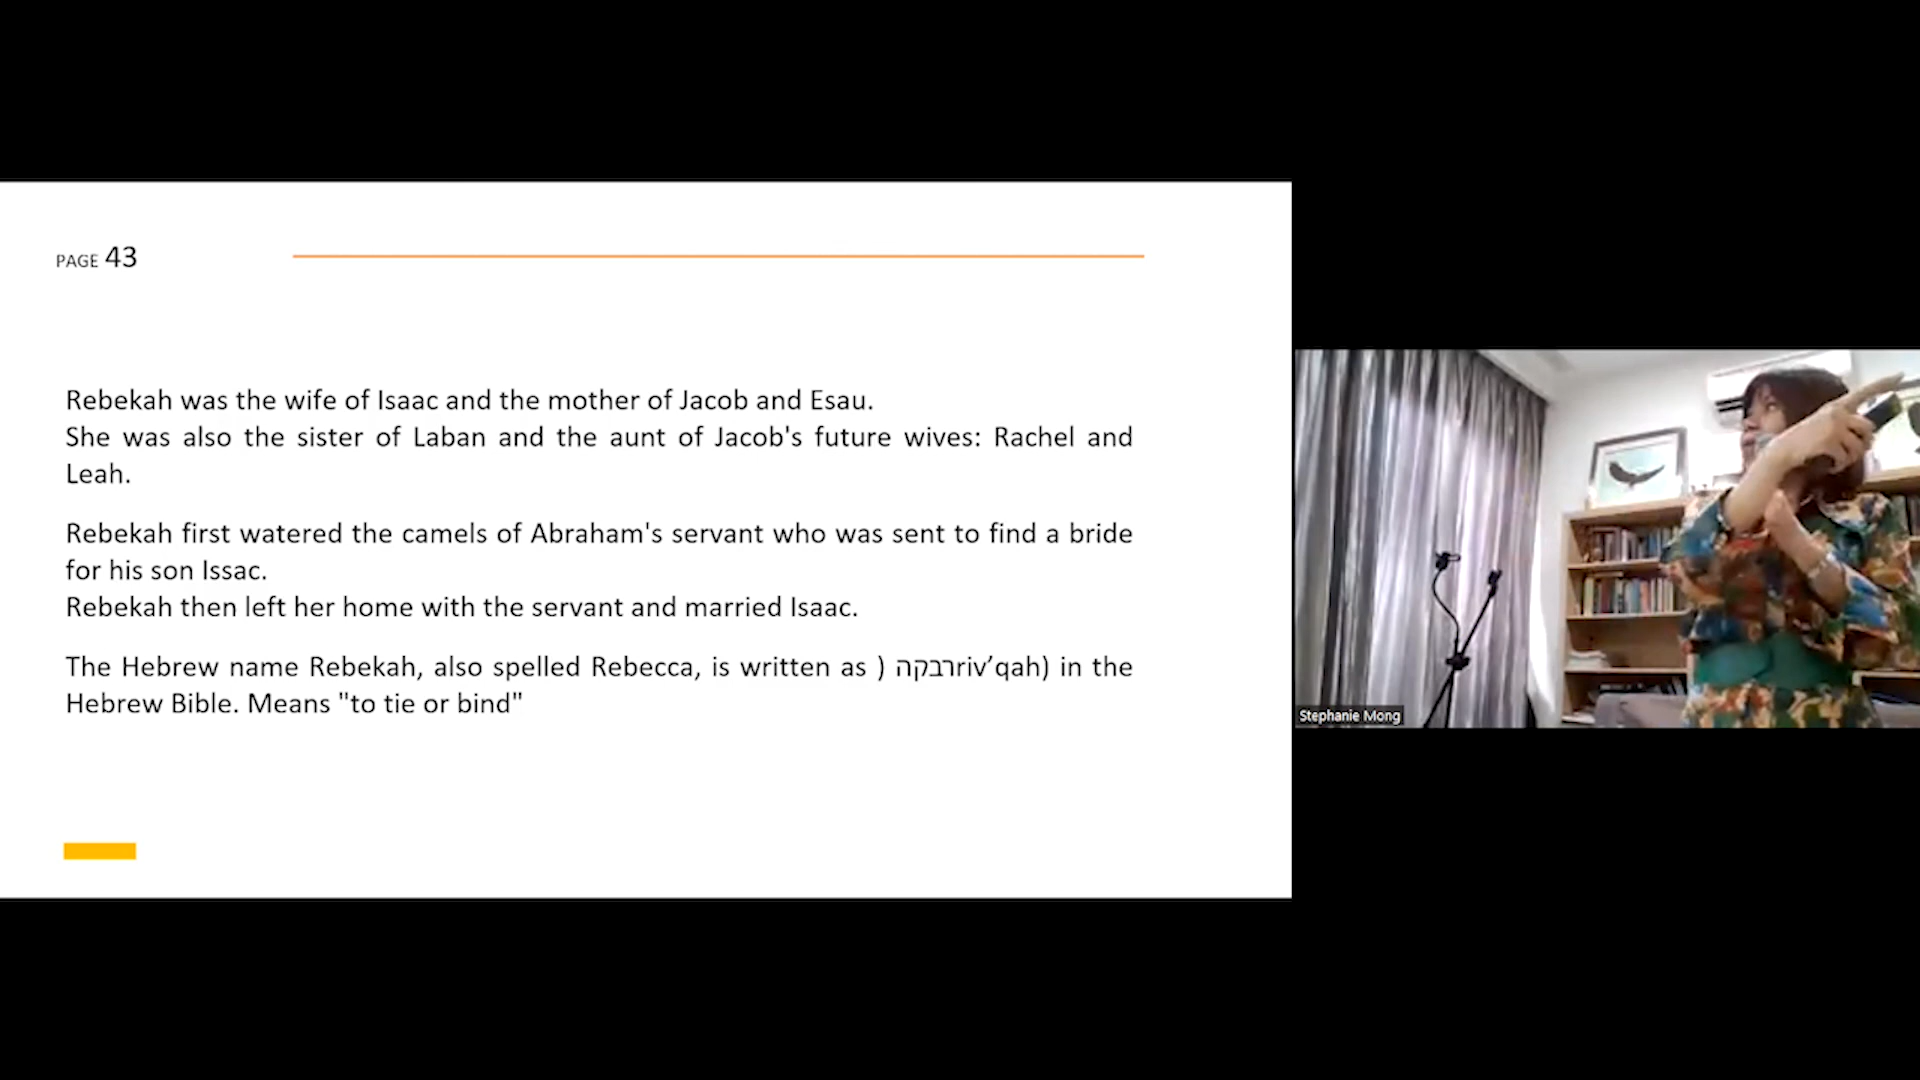 PAGE 43
Rebekah was the wife of Isaac and the mother of Jacob and Esau.
She was also the sister of Laban and the aunt of Jacob's future wives: Rachel and
Leah.
Rebekah first watered the camels of Abraham's servant who was sent to find a bride
for his son Issac.
Rebekah then left her home with the servant and married Isaac.
The Hebrew name Rebekah, also spelled Rebecca, is written as ) רבקהriv’qah) in the
Hebrew Bible. Means "to tie or bind"
Stephanie Mong